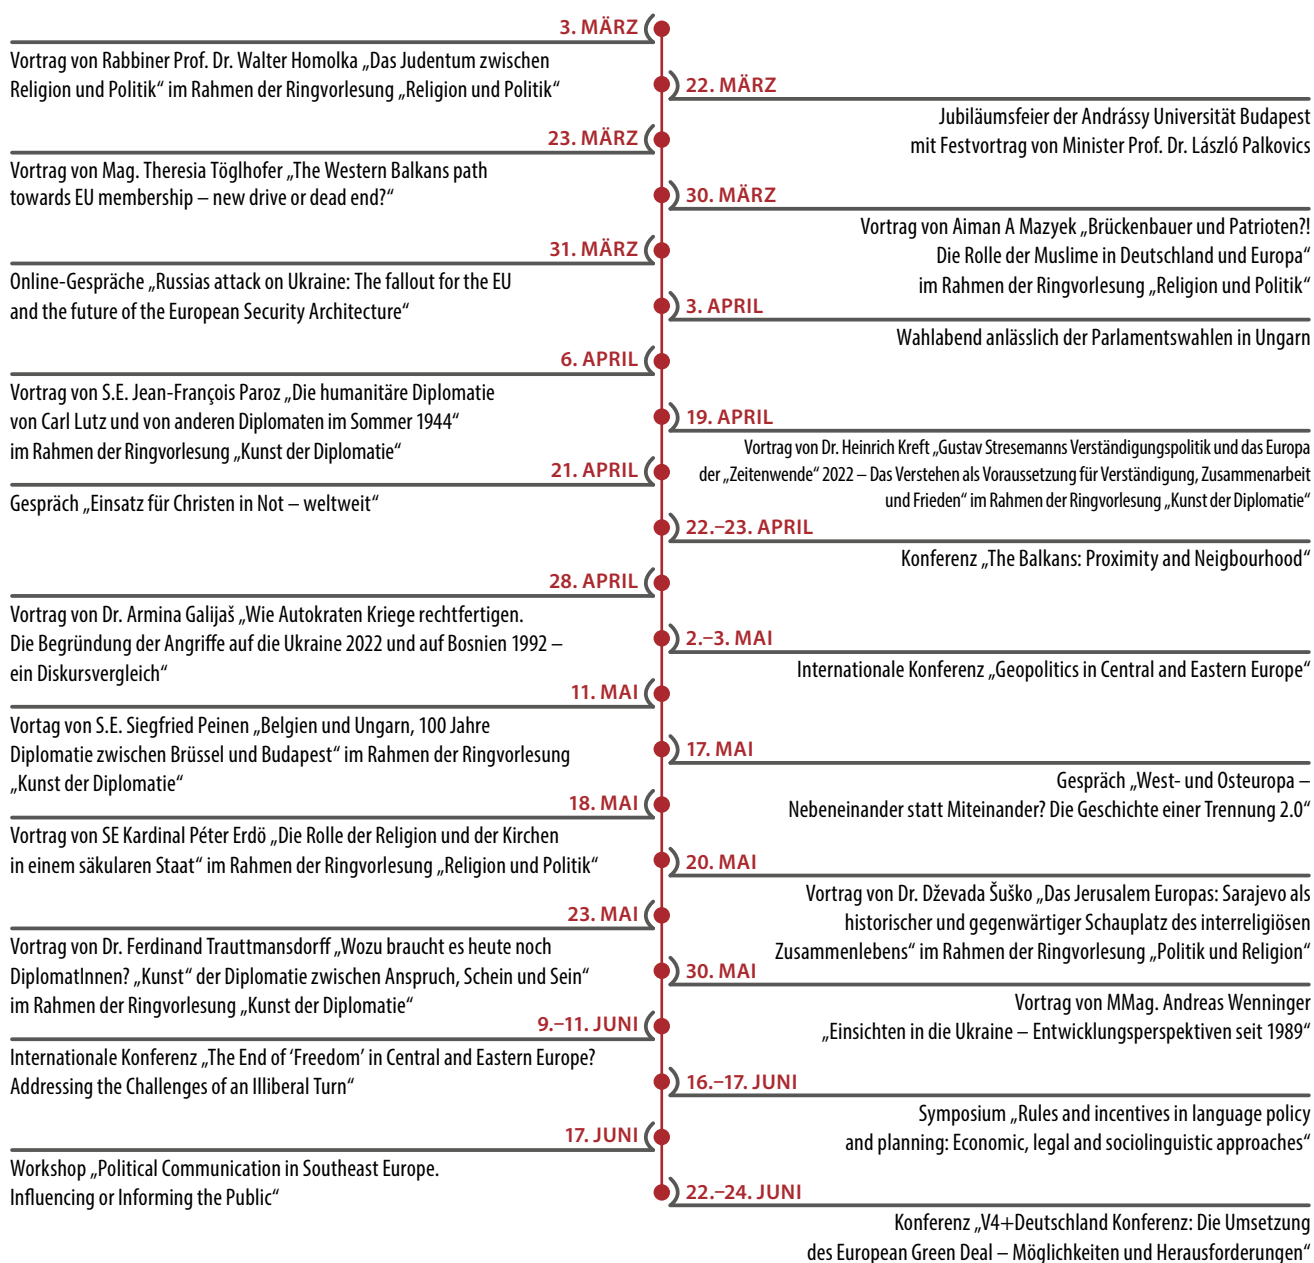 3. MÄRZ
Vortrag von Rabbiner Prof. Dr. Walter Homolka „Das Judentum zwischen
Religion und Politik“ im Rahmen der Ringvorlesung „Religion und Politik“
22. MÄRZ
Jubiläumsfeier der Andrássy Universität Budapest
mit Festvortrag von Minister Prof. Dr. László Palkovics
23. MÄRZ
Vortrag von Mag. Theresia Töglhofer „The Western Balkans path
towards EU membership – new drive or dead end?“
30. MÄRZ
Vortrag von Aiman A Mazyek „Brückenbauer und Patrioten?!
Die Rolle der Muslime in Deutschland und Europa“
im Rahmen der Ringvorlesung „Religion und Politik“
31. MÄRZ
Online-Gespräche „Russias attack on Ukraine: The fallout for the EU
and the future of the European Security Architecture“
3. APRIL
Wahlabend anlässlich der Parlamentswahlen in Ungarn
6. APRIL
Vortrag von S.E. Jean-François Paroz „Die humanitäre Diplomatie
von Carl Lutz und von anderen Diplomaten im Sommer 1944“
im Rahmen der Ringvorlesung „Kunst der Diplomatie“
19. APRIL
Vortrag von Dr. Heinrich Kreft „Gustav Stresemanns Verständigungspolitik und das Europa
der „Zeitenwende“ 2022 – Das Verstehen als Voraussetzung für Verständigung, Zusammenarbeit
und Frieden“ im Rahmen der Ringvorlesung „Kunst der Diplomatie“
21. APRIL
Gespräch „Einsatz für Christen in Not – weltweit“
22.–23. APRIL
Konferenz „The Balkans: Proximity and Neigbourhood“
28. APRIL
Vortrag von Dr. Armina Galijaš „Wie Autokraten Kriege rechtfertigen.
Die Begründung der Angriffe auf die Ukraine 2022 und auf Bosnien 1992 –
ein Diskursvergleich“
2.–3. MAI
Internationale Konferenz „Geopolitics in Central and Eastern Europe“
11. MAI
Vortag von S.E. Siegfried Peinen „Belgien und Ungarn, 100 Jahre
Diplomatie zwischen Brüssel und Budapest“ im Rahmen der Ringvorlesung
„Kunst der Diplomatie“
17. MAI
Gespräch „West- und Osteuropa –
Nebeneinander statt Miteinander? Die Geschichte einer Trennung 2.0“
18. MAI
Vortrag von SE Kardinal Péter Erdö „Die Rolle der Religion und der Kirchen
in einem säkularen Staat“ im Rahmen der Ringvorlesung „Religion und Politik“
20. MAI
Vortrag von Dr. Dževada Šuško „Das Jerusalem Europas: Sarajevo als
historischer und gegenwärtiger Schauplatz des interreligiösen
Zusammenlebens“ im Rahmen der Ringvorlesung „Politik und Religion“
23. MAI
Vortrag von Dr. Ferdinand Trauttmansdorff „Wozu braucht es heute noch
DiplomatInnen? „Kunst“ der Diplomatie zwischen Anspruch, Schein und Sein“
im Rahmen der Ringvorlesung „Kunst der Diplomatie“
30. MAI
Vortrag von MMag. Andreas Wenninger
„Einsichten in die Ukraine – Entwicklungsperspektiven seit 1989“
9.–11. JUNI
Internationale Konferenz „The End of ‘Freedom’ in Central and Eastern Europe?
Addressing the Challenges of an Illiberal Turn“
16.–17. JUNI
Symposium „Rules and incentives in language policy
and planning: Economic, legal and sociolinguistic approaches“
17. JUNI
Workshop „Political Communication in Southeast Europe.
Influencing or Informing the Public“
22.–24. JUNI
Konferenz „V4+Deutschland Konferenz: Die Umsetzung
des European Green Deal – Möglichkeiten und Herausforderungen“